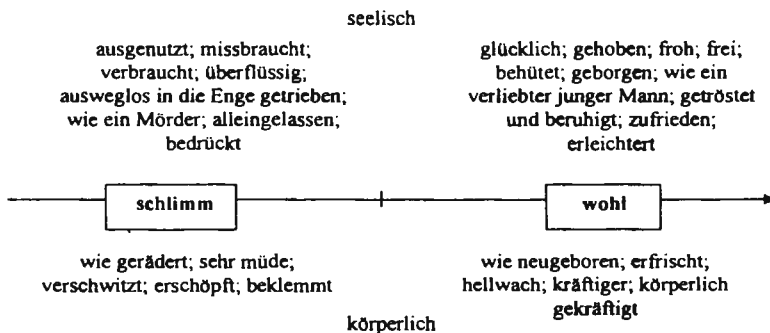 seelisch
ausgenutzt; missbraucht;
verbraucht; überflüssig;
ausweglos in die Enge getrieben;
wie ein Mörder; alleingelassen;
bedrückt
glücklich; gehoben; froh; frei;
behütet; geborgen; wie ein
verliebter junger Mann; getröstet
und beruhigt; zufrieden;
erleichtert
schlimm
wohl
wie gerädert; sehr müde;
verschwitzt; erschöpft; beklemmt
wie neugeboren; erfrischt;
hellwach; kräftiger; körperlich
gekräftigt
körperlich